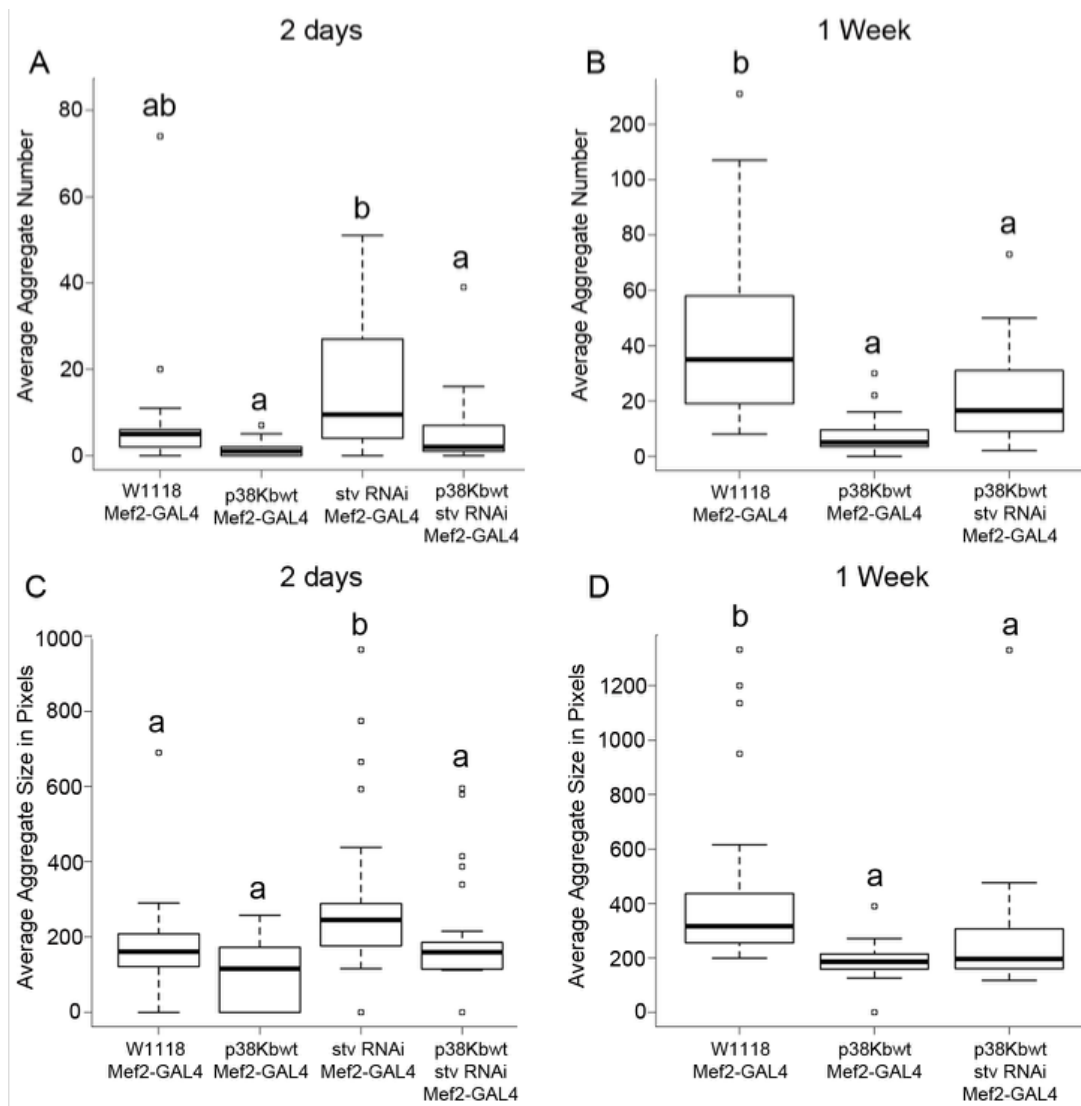 2 days
A
Average Aggregate Number
80
60
40
20
0
ab
a
b
a
W1118
Mef2-GAL4
p38Kbwt
Mef2-GAL4
stv RNAi
Mef2-GAL4
p38Kbwt
stv RNAi
Mef2-GAL4
1 Week
B
Average Aggregate Number
200
100
80
60
40
20
0
b
a
a
W1118
Mef2-GAL4
p38Kbwt
Mef2-GAL4
p38Kbwt
stv RNAi
Mef2-GAL4
2 days
C
Average Aggregate Size in Pixels
1000
800
600
400
200
0
a
a
b
a
W1118
Mef2-GAL4
p38Kbwt
Mef2-GAL4
stv RNAi
Mef2-GAL4
p38Kbwt
stv RNAi
Mef2-GAL4
1 Week
D
Average Aggregate Size in Pixels
1200
1000
600
400
200
0
b
a
a
W1118
Mef2-GAL4
p38Kbwt
Mef2-GAL4
p38Kbwt
stv RNAi
Mef2-GAL4